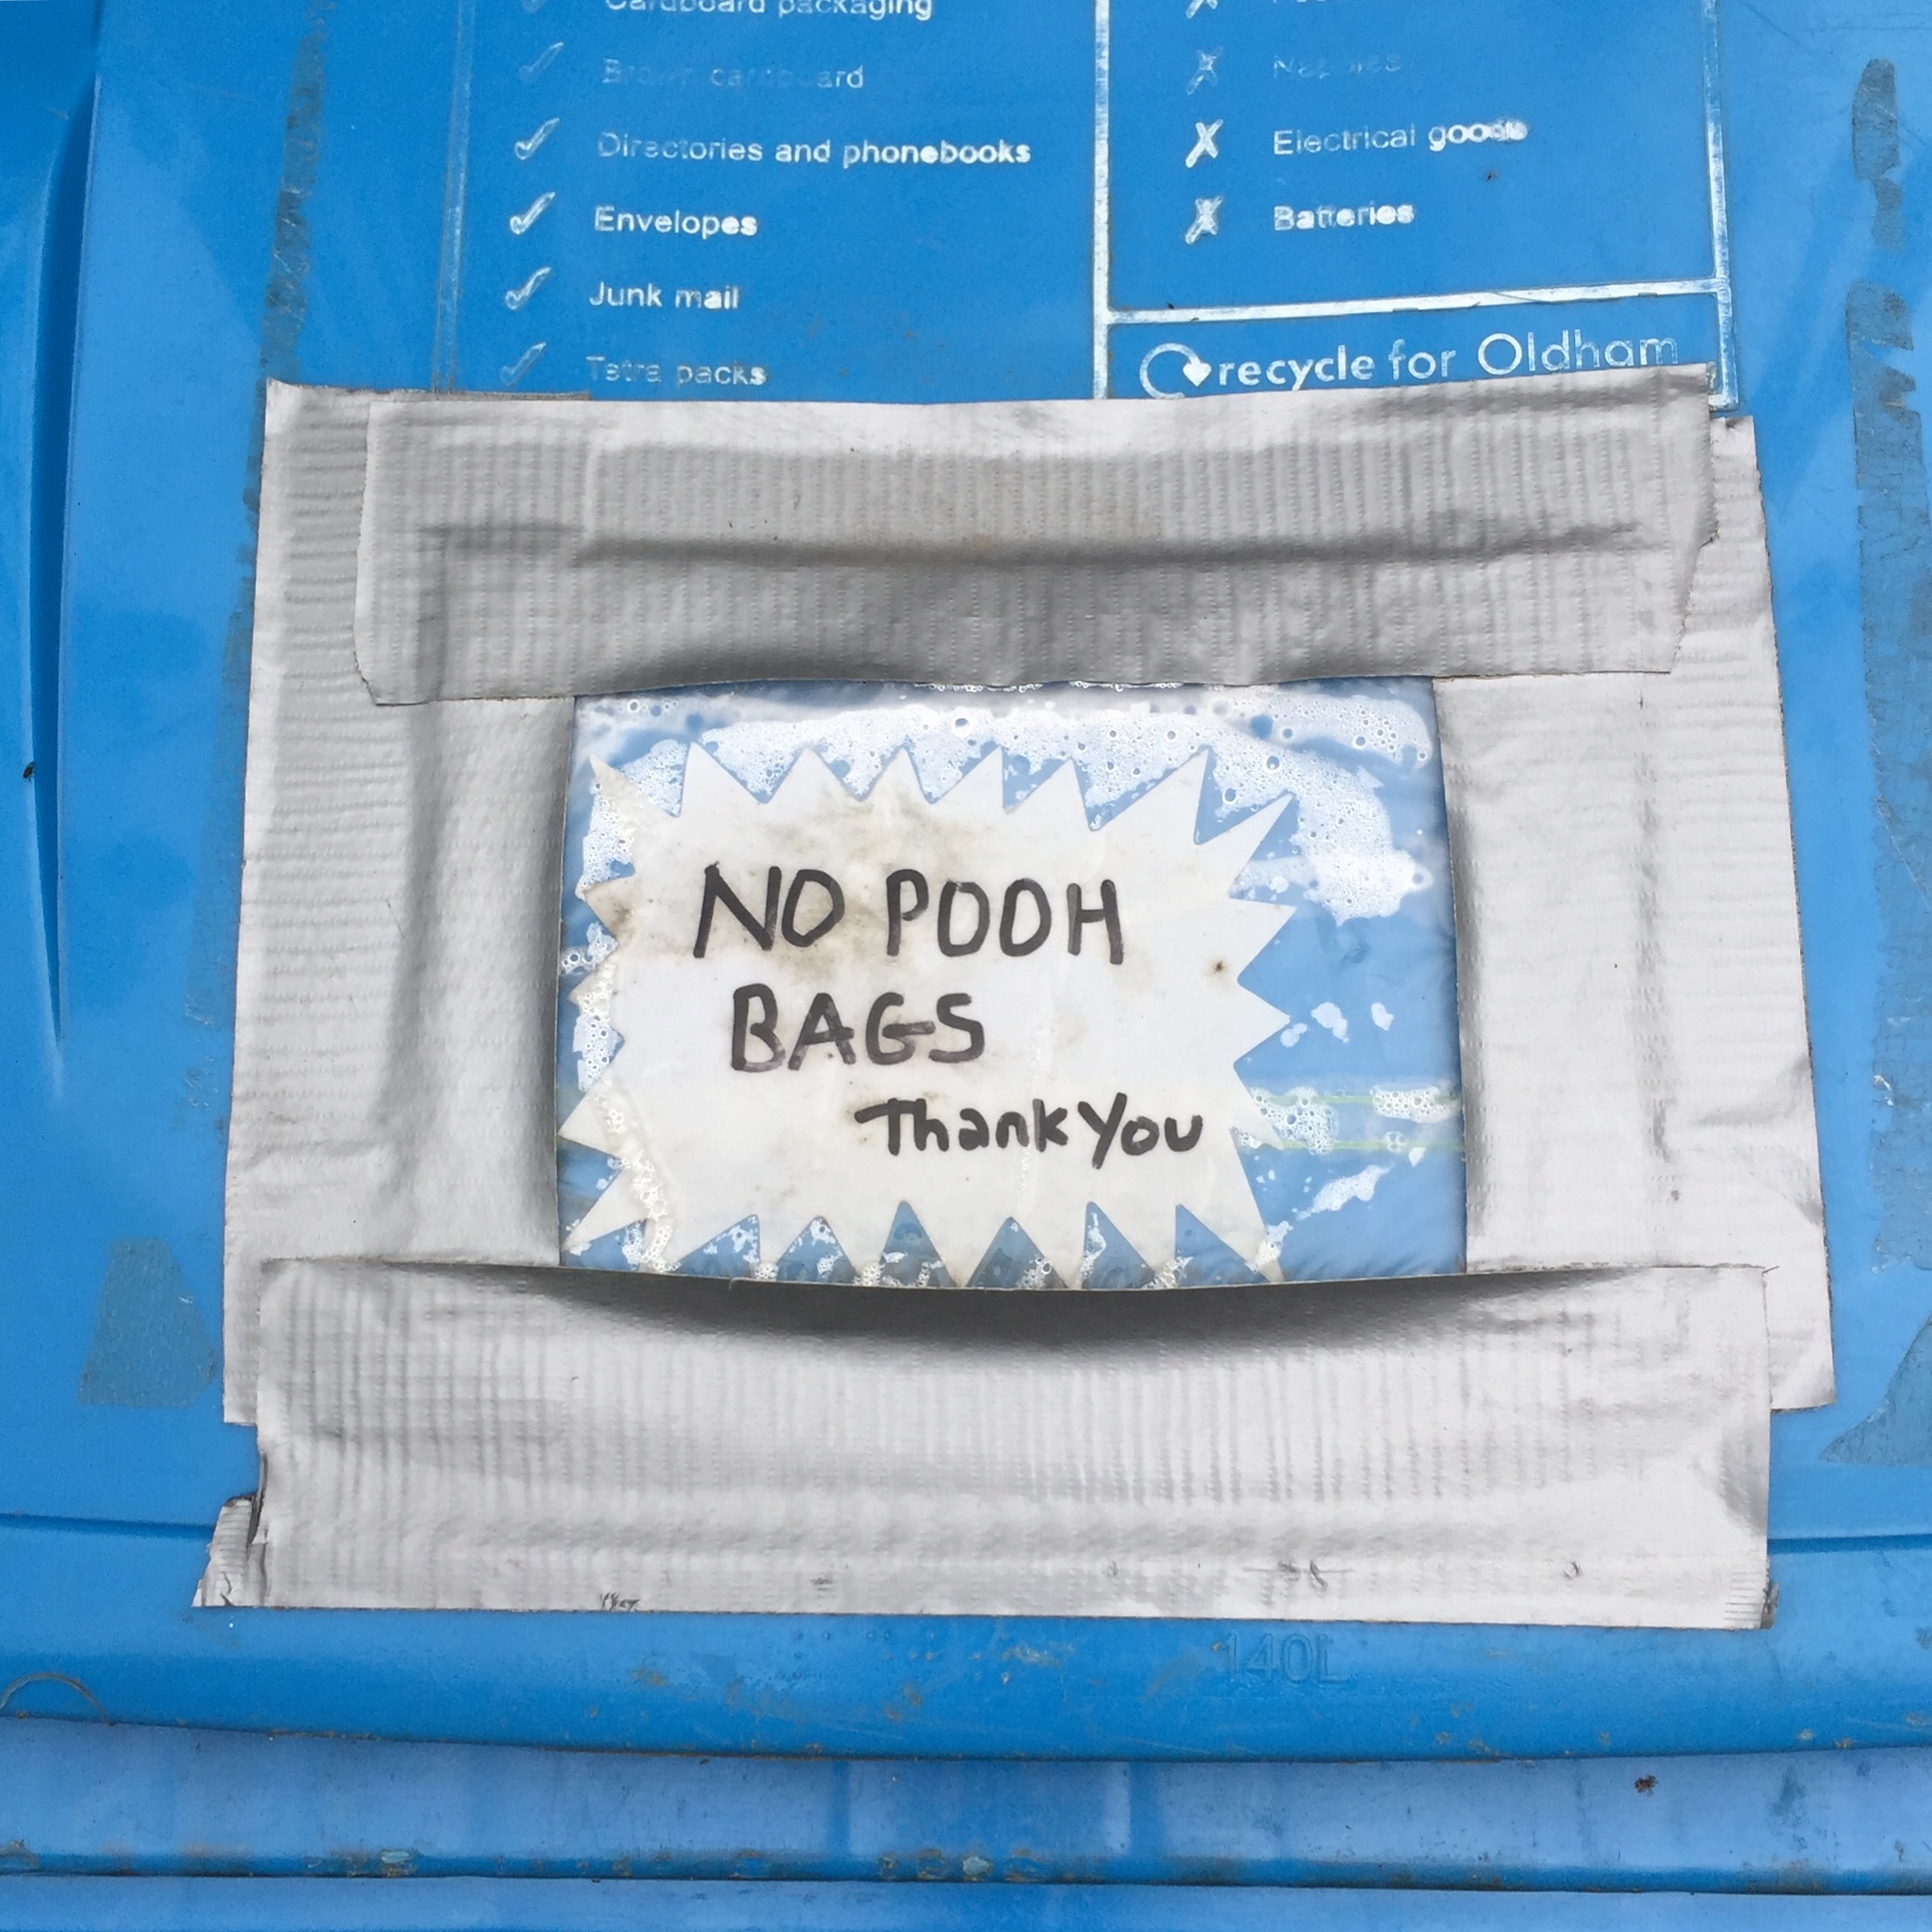 Cardboard packaging
Brown cardboard
Directories and phonebooks
Envelopes
Junk mail
Tetra packs
Nappies
Electrical goods
Batteries
recycle for Oldham
NO POOH
BAGS
Thank You
140L